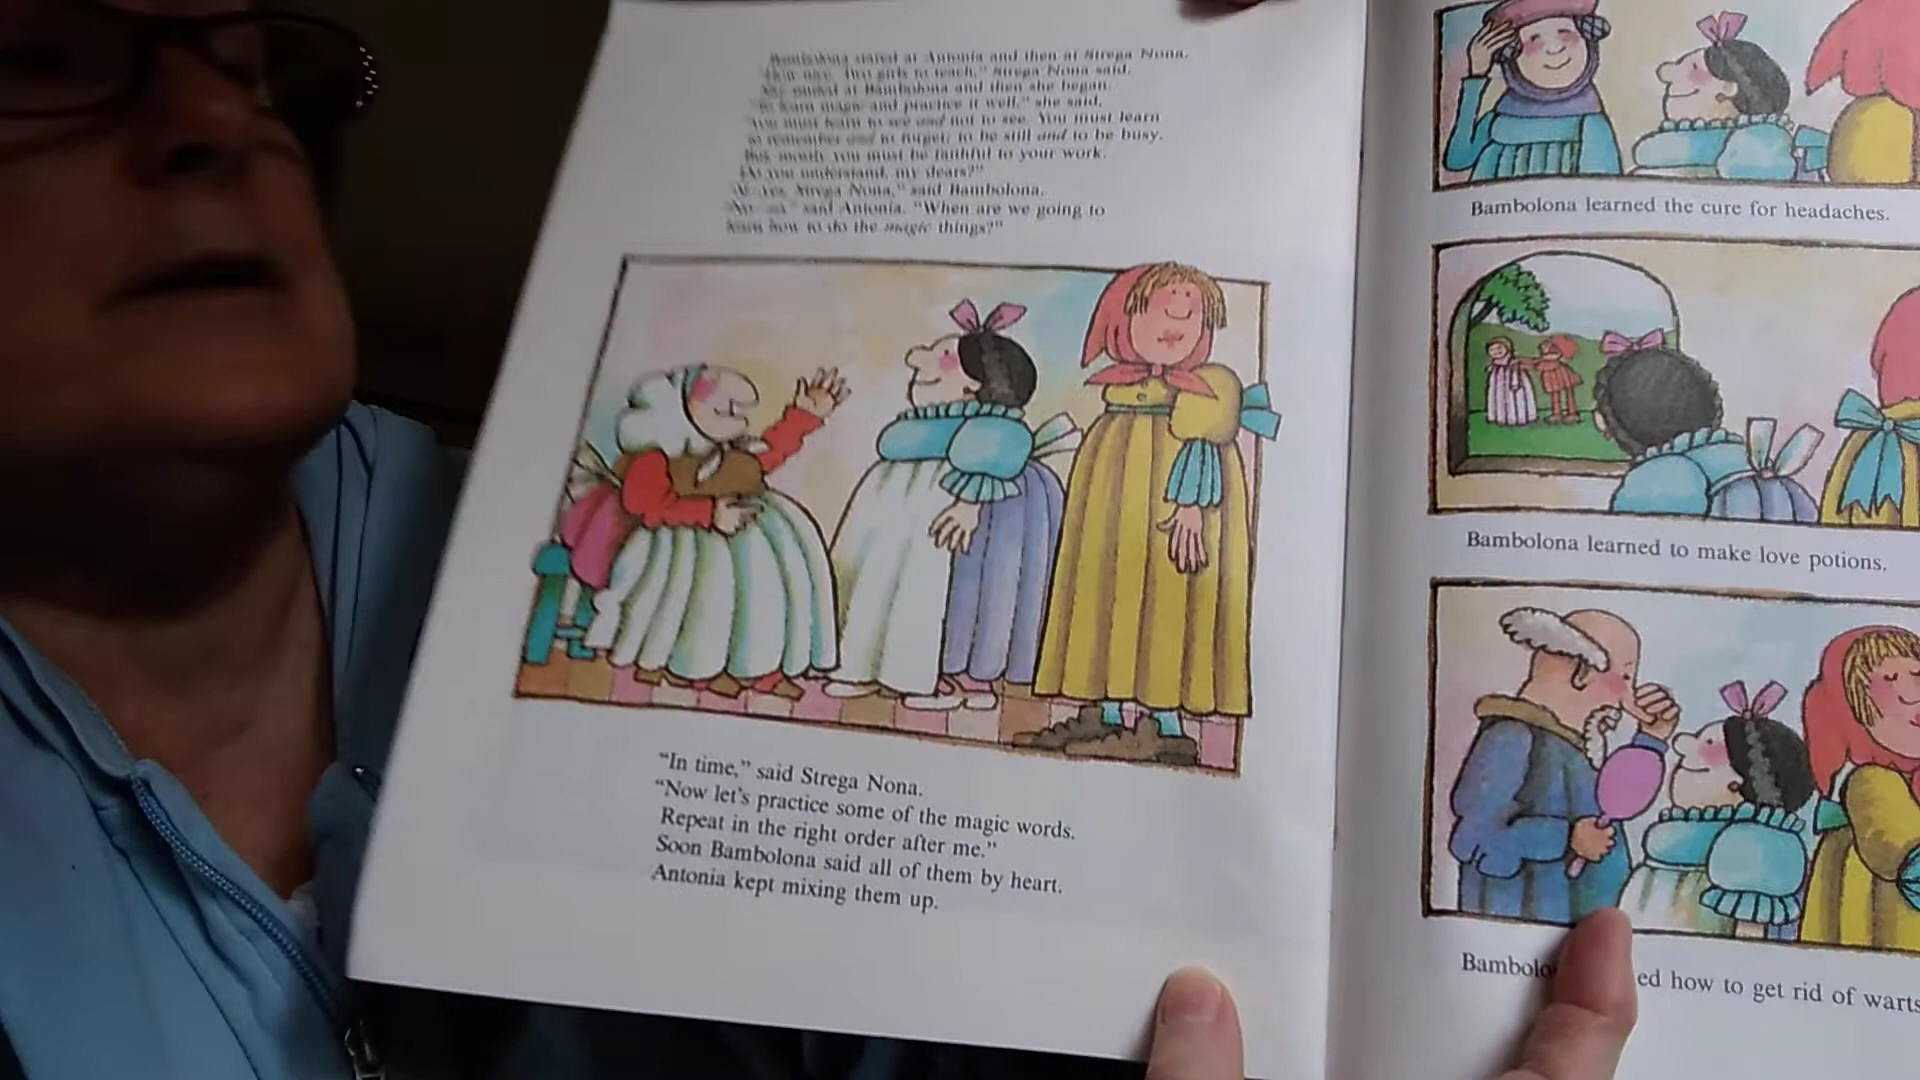 Bambolona stared at Antonia and then at Strega Nona.
"How nice. Two girls to teach," Strega Nona said.
She smiled at Bambolona and then she began.
"To learn magic and practice it well," she said,
"you must learn to see and not to see. You must learn
to remember and to forget; to be still and to be busy.
But mostly you must be faithful to your work.
Do you understand, my dears?"
Strega Nona," said Bambolona.
said Antonia. "When are we going to
learn how to do the magic things?"
"In time," said Strega Nona.
"Now let's practice some of the magic words.
Repeat in the right order after me."
Soon Bambolona said all of them by heart.
Antonia kept mixing them up.
Bambolona learned the cure for headaches.
Bambolona learned to make love potions.
Bambolo ed how to get rid of warts